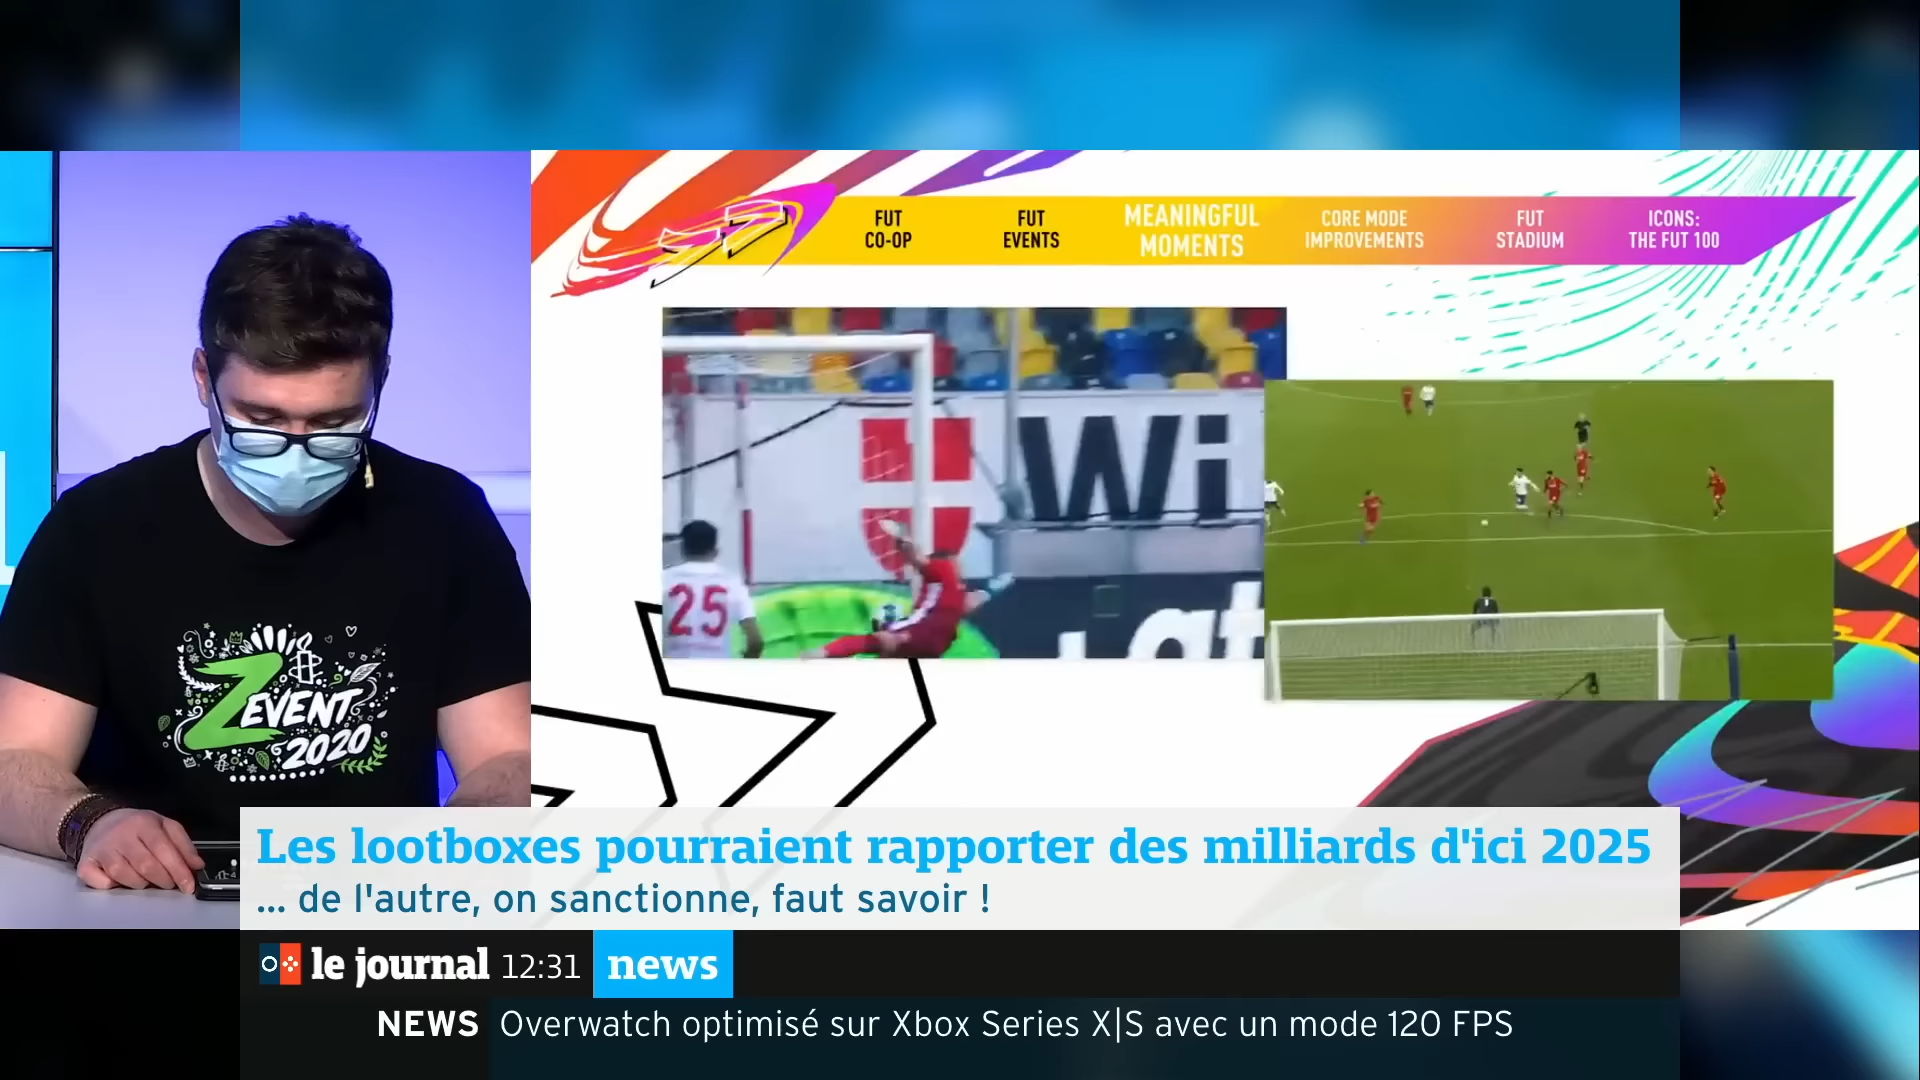 FUT
CO-OP
FUT
EVENTS
MEANINGFUL
MOMENTS
CORE MODE
IMPROVEMENTS
FUT
STADIUM
ICONS:
THE FUT 100
Wi
25
at
ZEVENT
2020
Les lootboxes pourraient rapporter des milliards d'ici 2025
... de l'autre, on sanctionne, faut savoir !
le journal 12:31 news
NEWS Overwatch optimisé sur Xbox Series X|S avec un mode 120 FPS